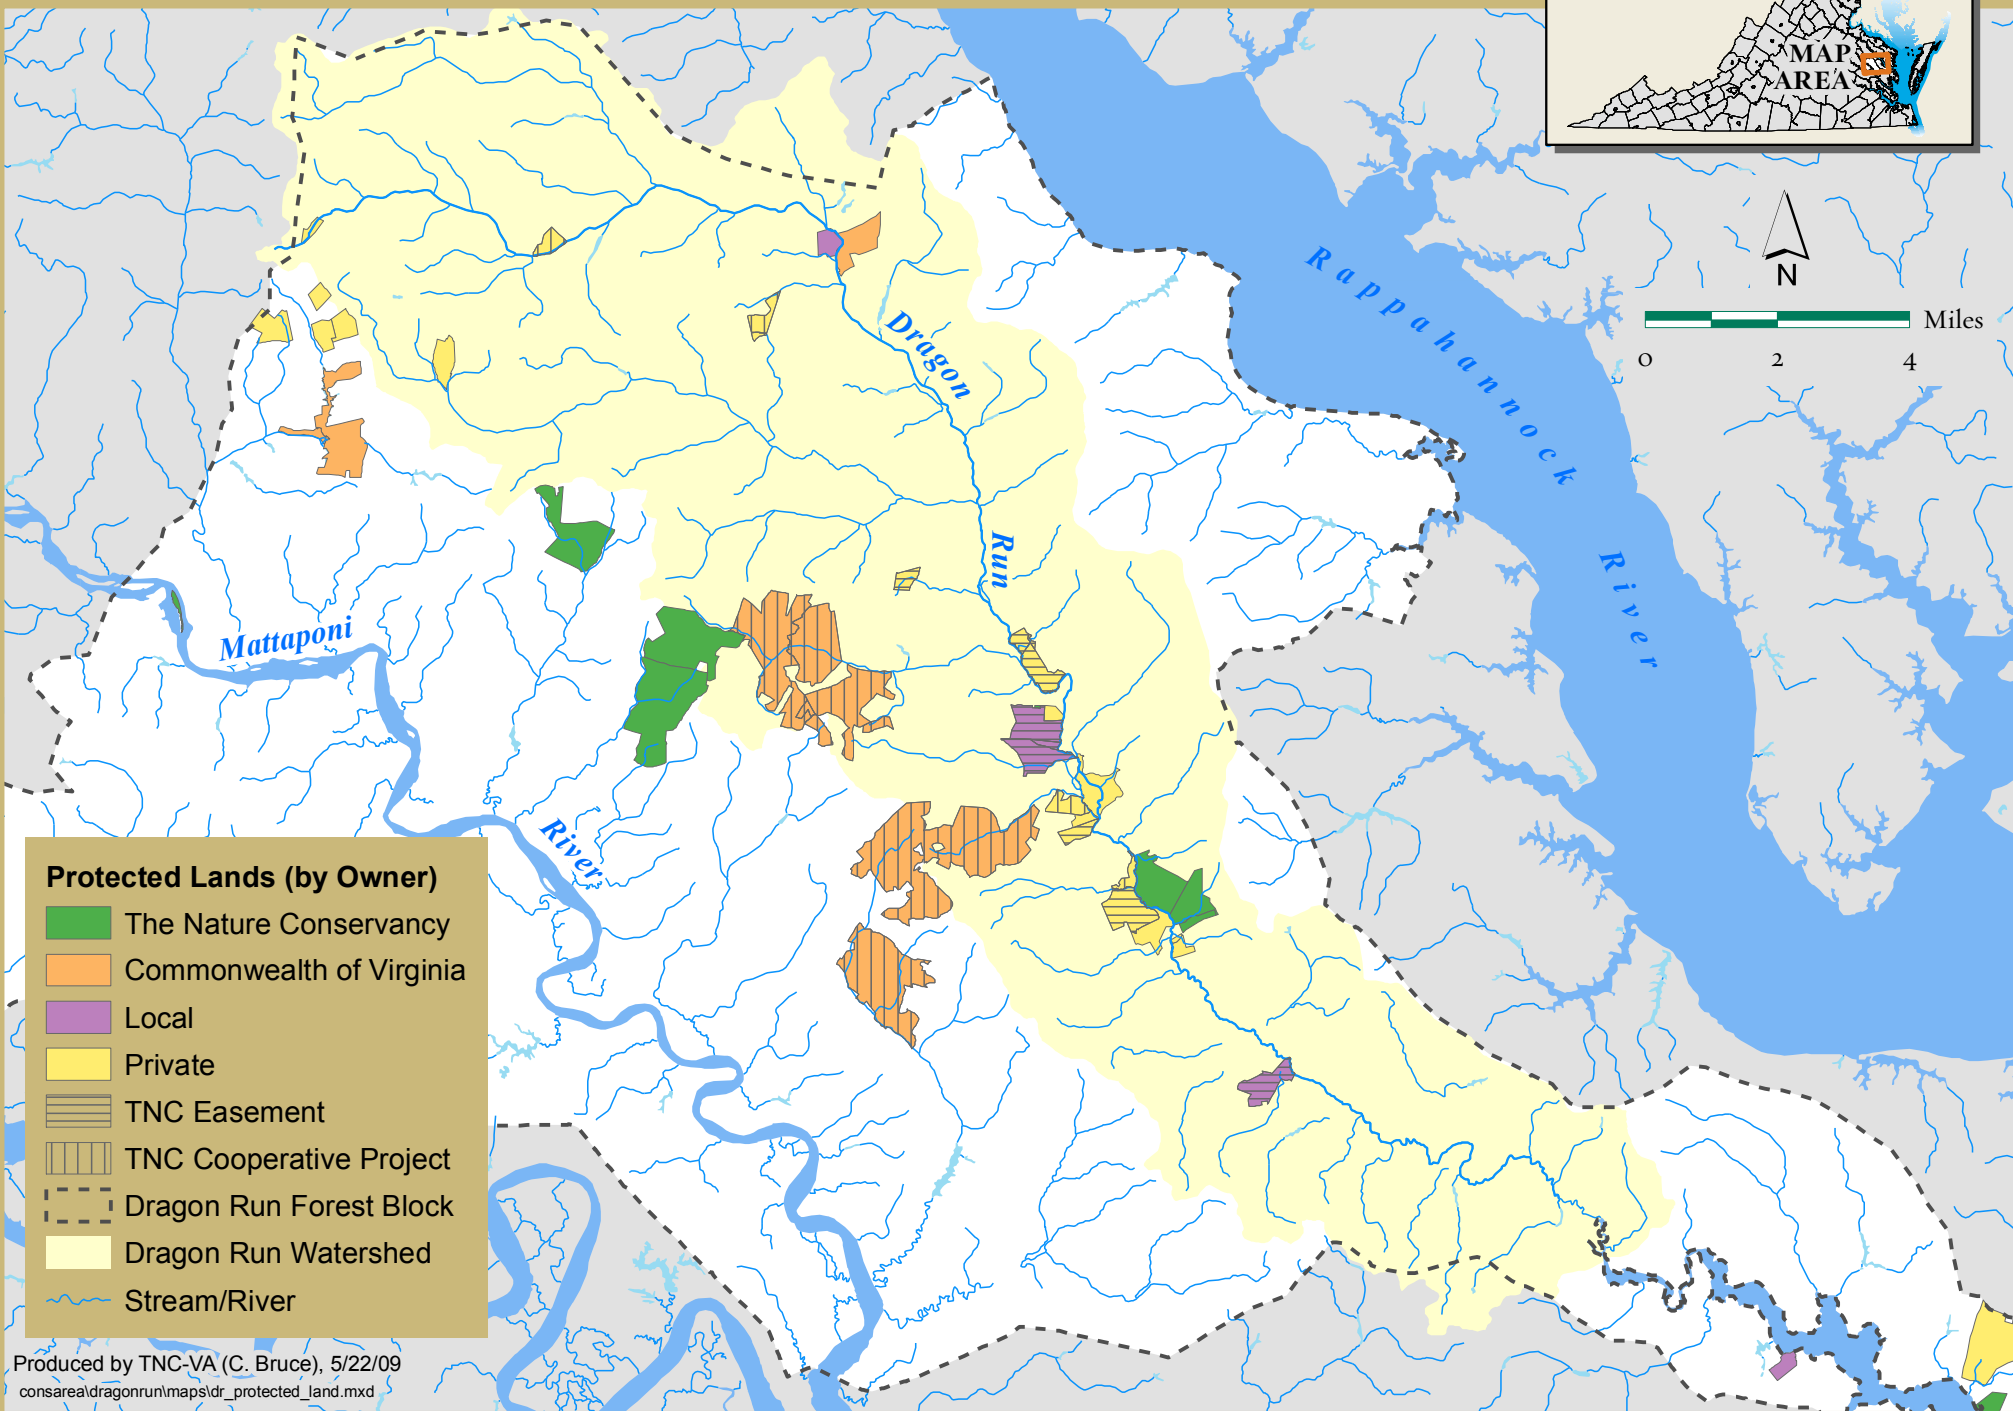 MAP
AREA
N
Miles
0 2 4
Rappahannock
River
Dragon
Run
Mattaponi
River
Protected Lands (by Owner)
The Nature Conservancy
Commonwealth of Virginia
Local
Private
TNC Easement
TNC Cooperative Project
Dragon Run Forest Block
Dragon Run Watershed
Stream/River
Produced by TNC-VA (C. Bruce), 5/22/09
consarea\dragonrun\maps\dr_protected_land.mxd